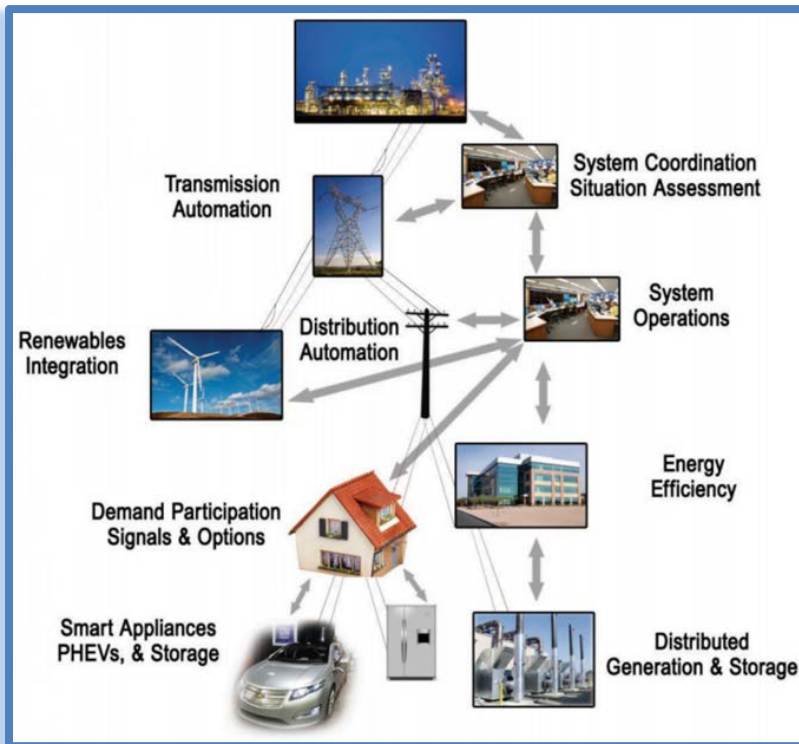 System Coordination
Situation Assessment
Transmission
Automation
System
Operations
Distribution
Automation
Renewables
Integration
Energy
Efficiency
Demand Participation
Signals & Options
Smart Appliances
PHEVs, & Storage
Distributed
Generation & Storage